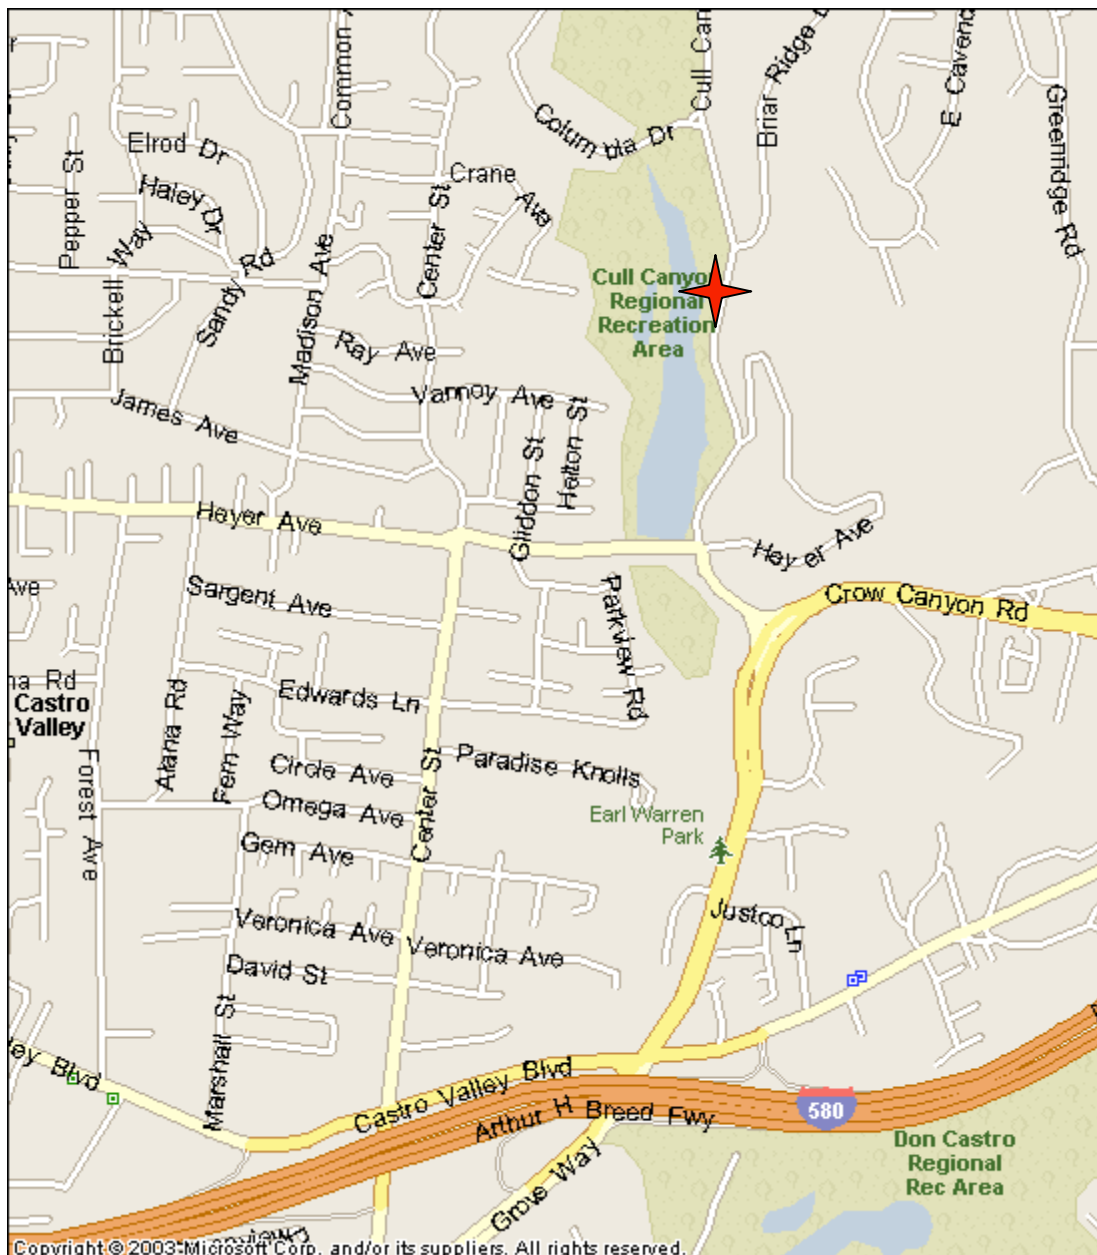 Common
Cull Can
Briar Ridge
E Cavend
Greenridge Rd
Columbia Dr
Elrod Dr
Pepper St
Haley Dr
Crane Ave
Center St
Brickell Way
Sandy Rd
Madison Ave
Cull Canyon
Regional
Recreation
Area
Ray Ave
Vannoy Ave
James Ave
Gliddon St
Helton St
Heyer Ave
Heyer Ave
Crow Canyon Rd
Ave
Sargent Ave
Parkview Rd
na Rd
Castro
Valley
Alana Rd
Fern Way
Edwards Ln
Forest Ave
Circle Ave
Center St
Paradise Knolls
Omega Ave
Earl Warren
Park
Gem Ave
Justco Ln
Veronica Ave
Veronica Ave
David St
Marshall St
ley Blvd
Castro Valley Blvd
Arthur H Breed Fwy
580
Grove Way
Don Castro
Regional
Rec Area
Copyright © 2003 Microsoft Corp. and/or its suppliers. All rights reserved.